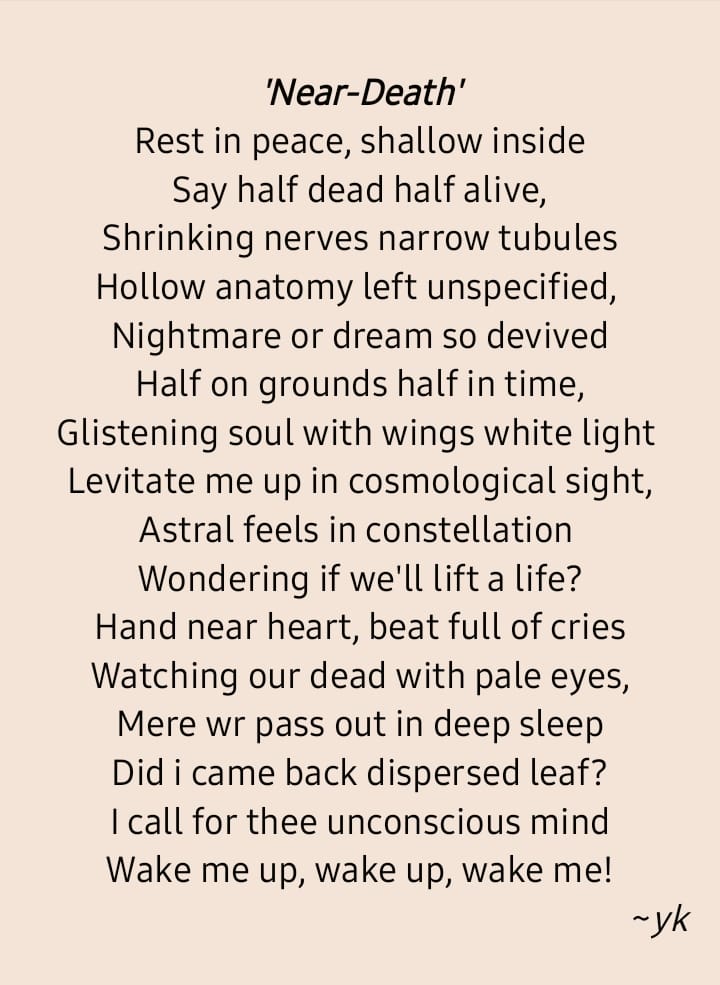 'Near-Death'
Rest in peace, shallow inside
Say half dead half alive,
Shrinking nerves narrow tubules
Hollow anatomy left unspecified,
Nightmare or dream so devived
Half on grounds half in time,
Glistening soul with wings white light
Levitate me up in cosmological sight,
Astral feels in constellation
Wondering if we'll lift a life?
Hand near heart, beat full of cries
Watching our dead with pale eyes,
Mere wr pass out in deep sleep
Did i came back dispersed leaf?
I call for thee unconscious mind
Wake me up, wake up, wake me!
~yk